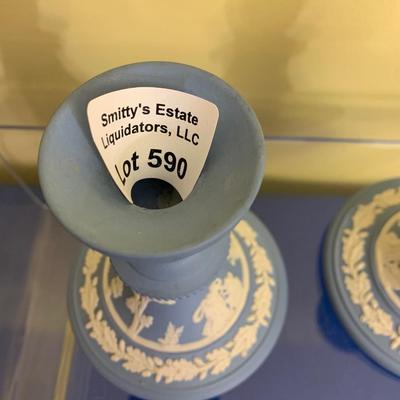 Smitty's Estate
Liquidators, LLC
Lot 590